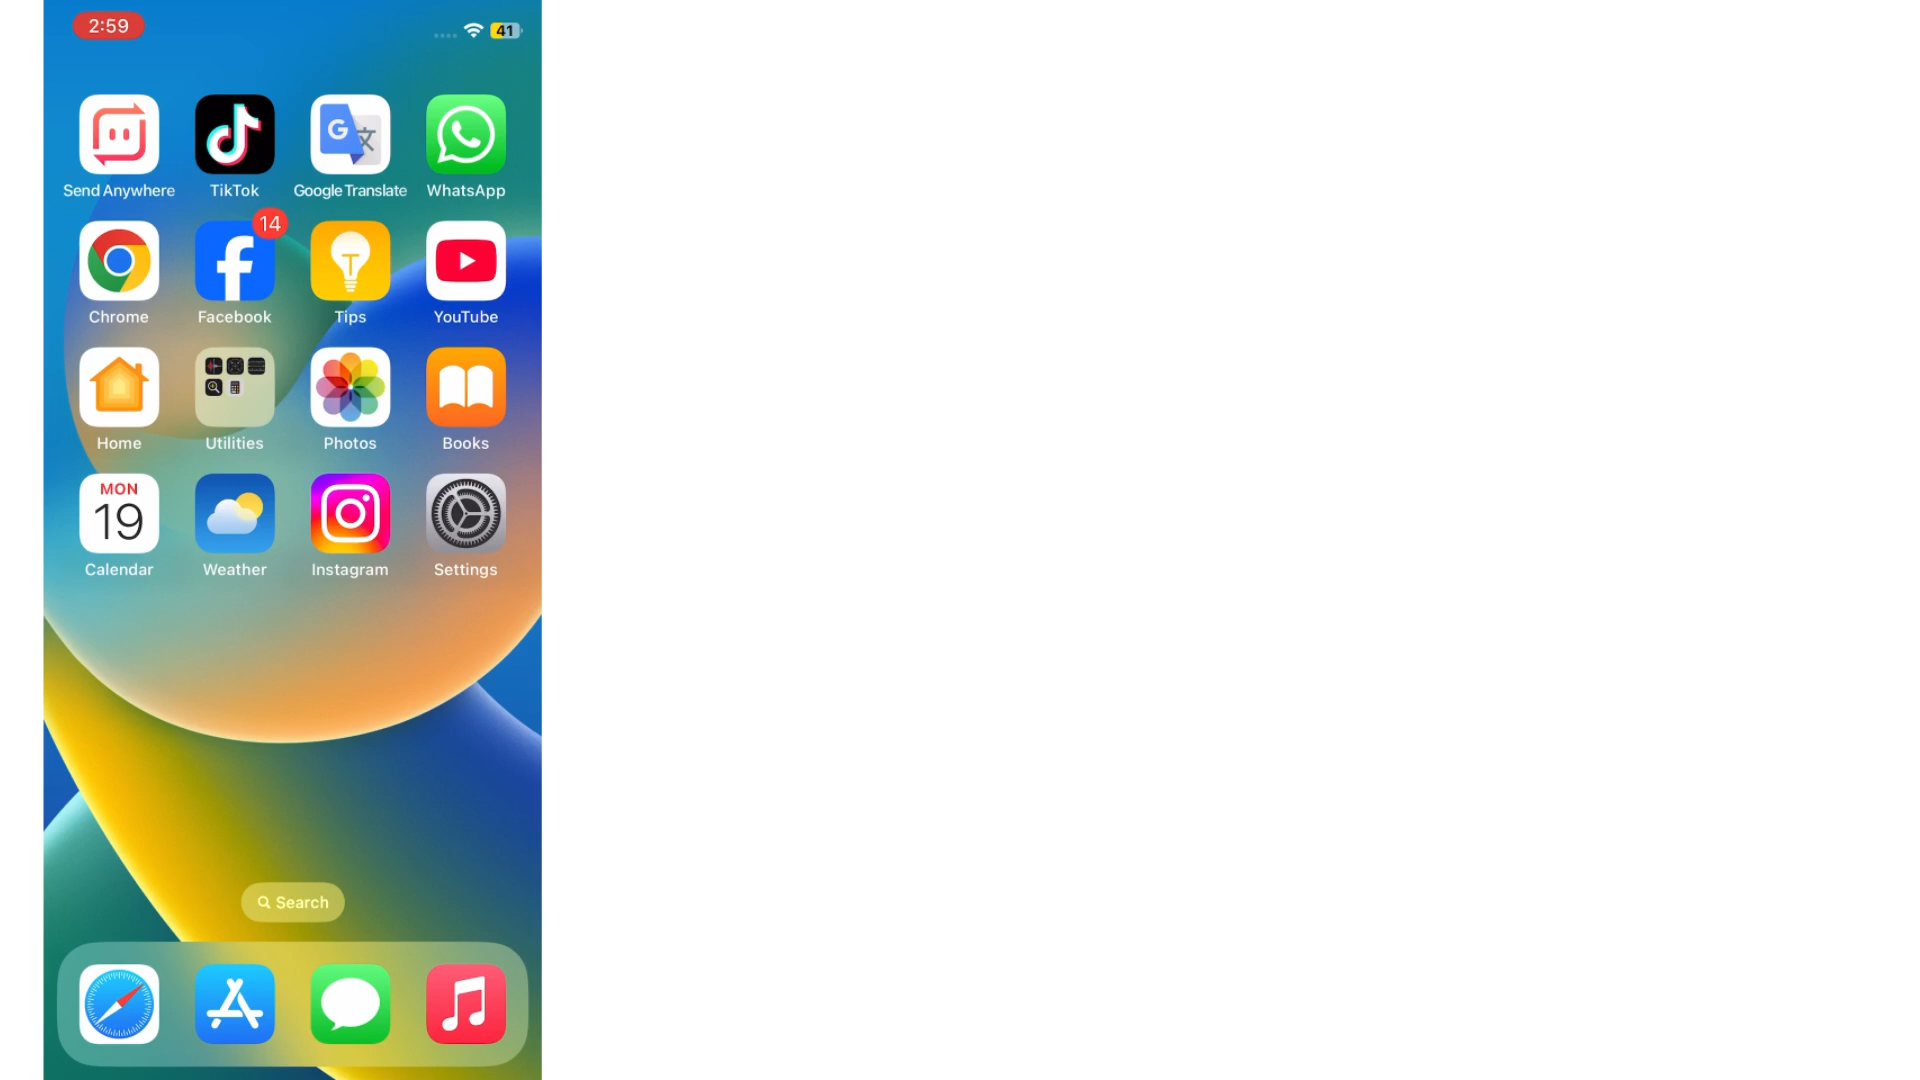 2:59
41
Send Anywhere TikTok Google Translate WhatsApp
14
Chrome Facebook Tips YouTube
Home Utilities Photos Books
MON
19
Calendar Weather Instagram Settings
Search